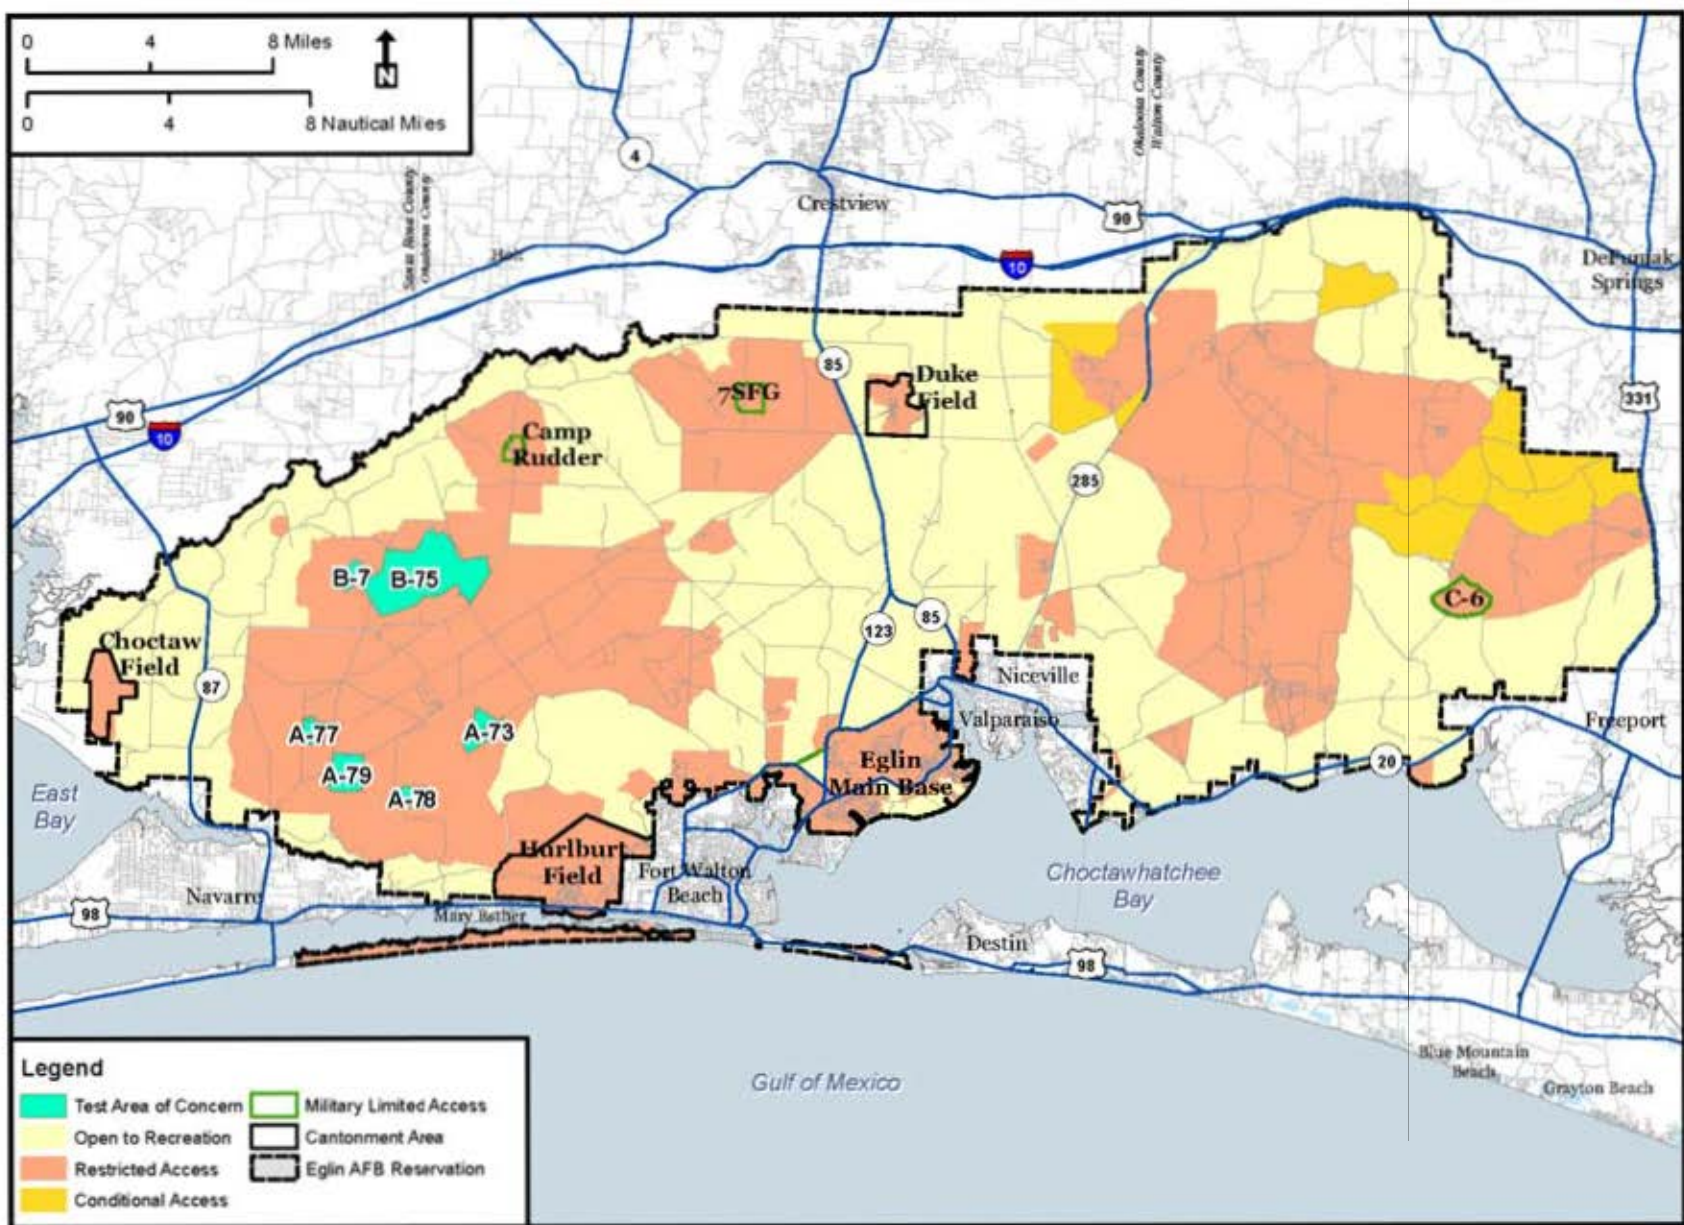 0 4 8 Miles
N
0 4 8 Nautical Miles
4
Okaloosa County
Walton County
Santa Rosa County
Okaloosa County
Crestview
90
Holt
10
DeFuniak
Springs
85
Duke
Field
7SFG
331
90
10
Camp
Rudder
285
B-7
B-75
C-6
123
85
Choctaw
Field
87
Niceville
Valparaiso
Freeport
A-77
A-73
A-79
A-78
Eglin
Main Base
20
East
Bay
Hurlburt
Field
Fort Walton
Beach
Choctawhatchee
Bay
Navarre
98
Mary Esther
Destin
98
Gulf of Mexico
Blue Mountain
Beach
Grayton Beach
Legend
Test Area of Concern
Military Limited Access
Open to Recreation
Cantonment Area
Restricted Access
Eglin AFB Reservation
Conditional Access